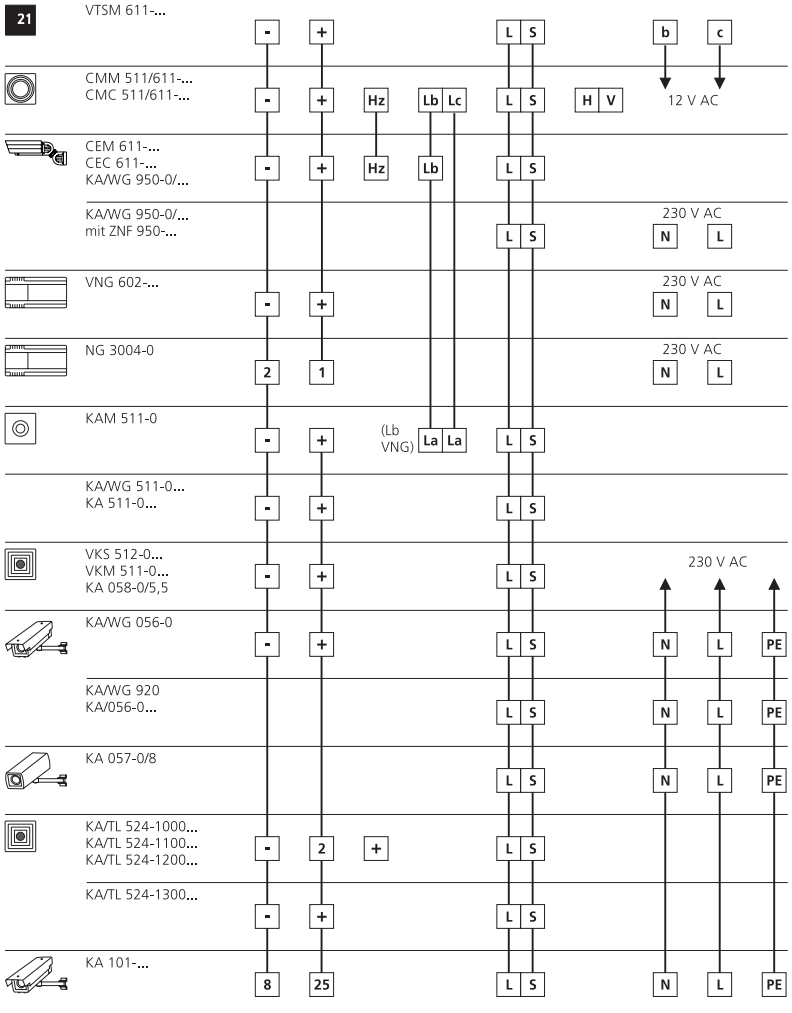 21
VTSM 611-...
- + L S b c
CMM 511/611-...
CMC 511/611-...
- + Hz Lb Lc L S H V 12 V AC
CEM 611-...
CEC 611-...
KA/WG 950-0/...
- + Hz Lb L S
KA/WG 950-0/...
mit ZNF 950-...
230 V AC
L S N L
VNG 602-...
230 V AC
- + N L
NG 3004-0
230 V AC
2 1 N L
KAM 511-0
(Lb
VNG)
- + La La L S
KA/WG 511-0...
KA 511-0...
- + L S
VKS 512-0...
VKM 511-0...
KA 058-0/5,5
230 V AC
- + L S
KA/WG 056-0
- + L S N L PE
KA/WG 920
KA/056-0...
L S N L PE
KA 057-0/8
L S N L PE
KA/TL 524-1000...
KA/TL 524-1100...
KA/TL 524-1200...
- 2 + L S
KA/TL 524-1300...
- + L S
KA 101-...
8 25 L S N L PE